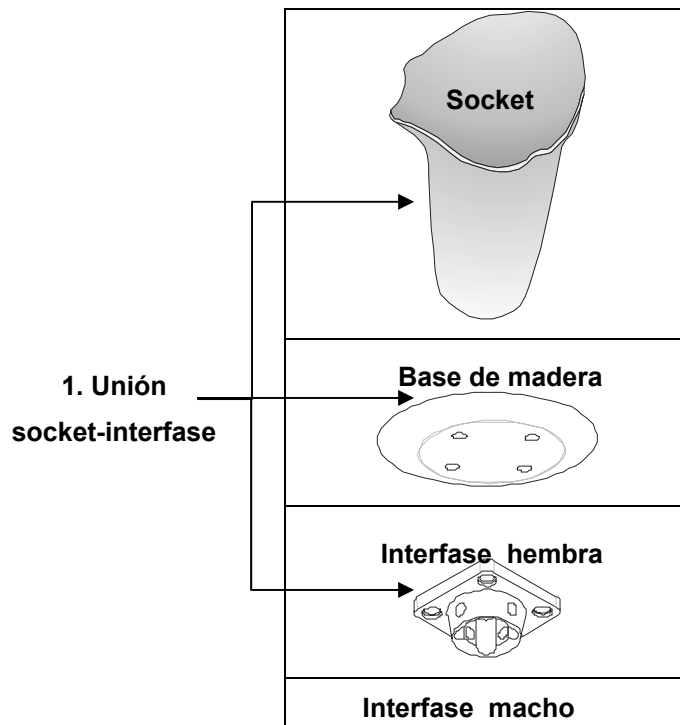 Socket
1. Unión
socket-interfase
Base de madera
Interfase hembra
Interfase macho